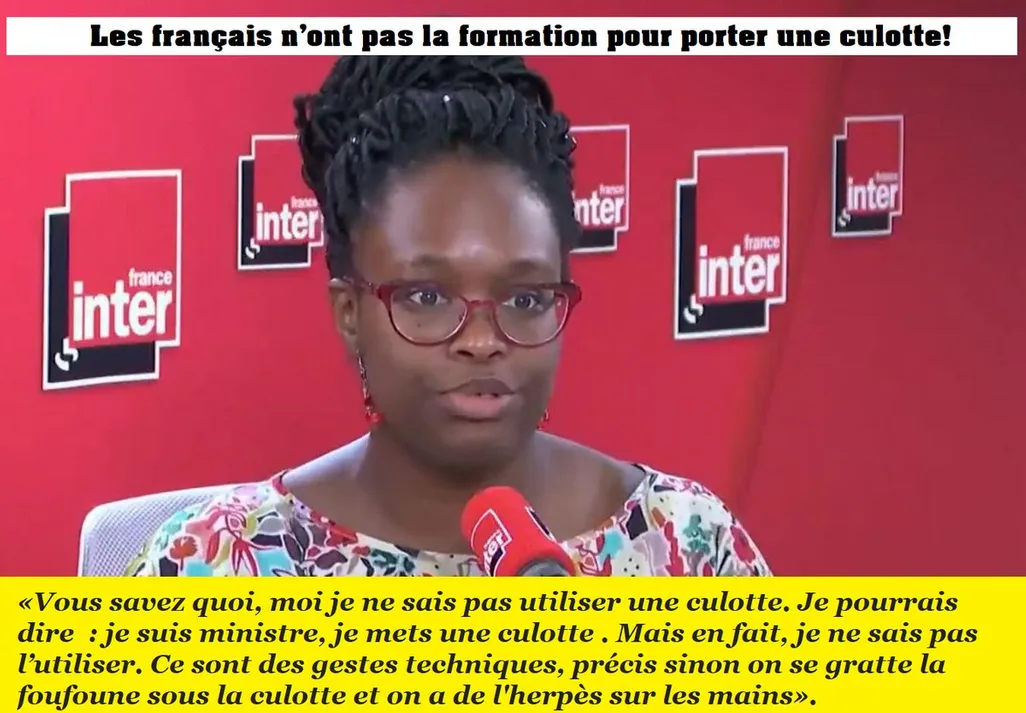 Les français n’ont pas la formation pour porter une culotte!
france
inter
france
inter
france
inter
france
inter
france
inter
inter
«Vous savez quoi, moi je ne sais pas utiliser une culotte. Je pourrais
dire : je suis ministre, je mets une culotte . Mais en fait, je ne sais pas
l’utiliser. Ce sont des gestes techniques, précis sinon on se gratte la
foufoune sous la culotte et on a de l'herpès sur les mains».